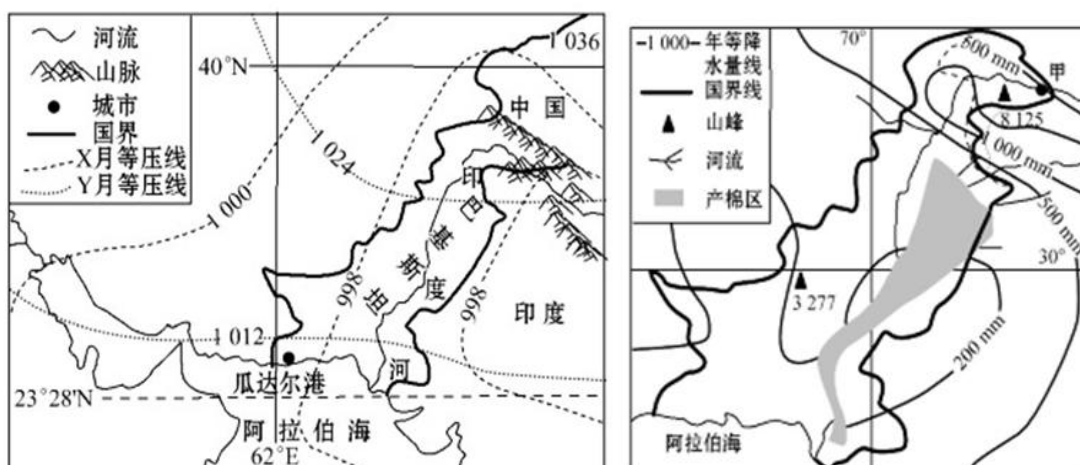 河流
山脉
城市
国界
X月等压线
Y月等压线
40°N
1 036
中国
1 024
1 000
印
巴
基
斯
坦
度
河
998
998
印度
1 012
瓜达尔港
23°28'N
阿拉伯海
62°E
-1 000- 年等降
水量线
国界线
山峰
河流
产棉区
70°
500 mm
甲
8 125
1 000 mm
500 mm
30°
3 277
200 mm
阿拉伯海